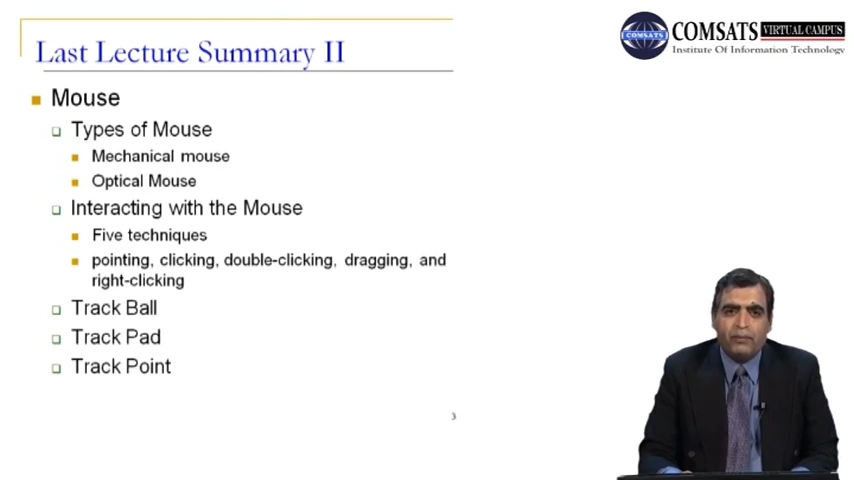 Last Lecture Summary II
Mouse
Types of Mouse
Mechanical mouse
Optical Mouse
Interacting with the Mouse
Five techniques
pointing, clicking, double-clicking, dragging, and
right-clicking
Track Ball
Track Pad
Track Point
3
COMSATS
COMSATS VIRTUAL CAMPUS
Institute Of Information Technology